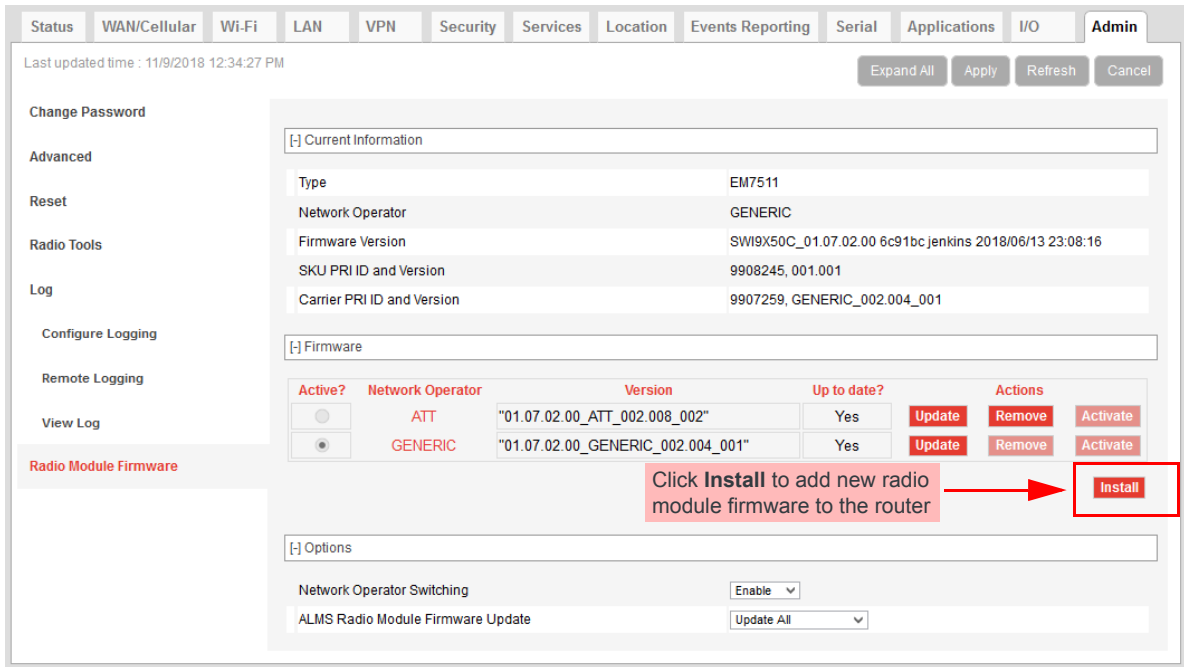 Status WAN/Cellular Wi-Fi LAN VPN Security Services Location Events Reporting Serial Applications I/O Admin
Last updated time : 11/9/2018 12:34:27 PM
Expand All Apply Refresh Cancel
Change Password
Advanced
Reset
Radio Tools
Log
Configure Logging
Remote Logging
View Log
Radio Module Firmware
[-] Current Information
Type EM7511
Network Operator GENERIC
Firmware Version SWI9X50C_01.07.02.00 6c91bc jenkins 2018/06/13 23:08:16
SKU PRI ID and Version 9908245, 001.001
Carrier PRI ID and Version 9907259, GENERIC_002.004_001
[-] Firmware
Active? Network Operator Version Up to date? Actions
ATT "01.07.02.00_ATT_002.008_002" Yes Update Remove Activate
GENERIC "01.07.02.00_GENERIC_002.004_001" Yes Update Remove Activate
Click Install to add new radio
module firmware to the router
Install
[-] Options
Network Operator Switching Enable
ALMS Radio Module Firmware Update Update All